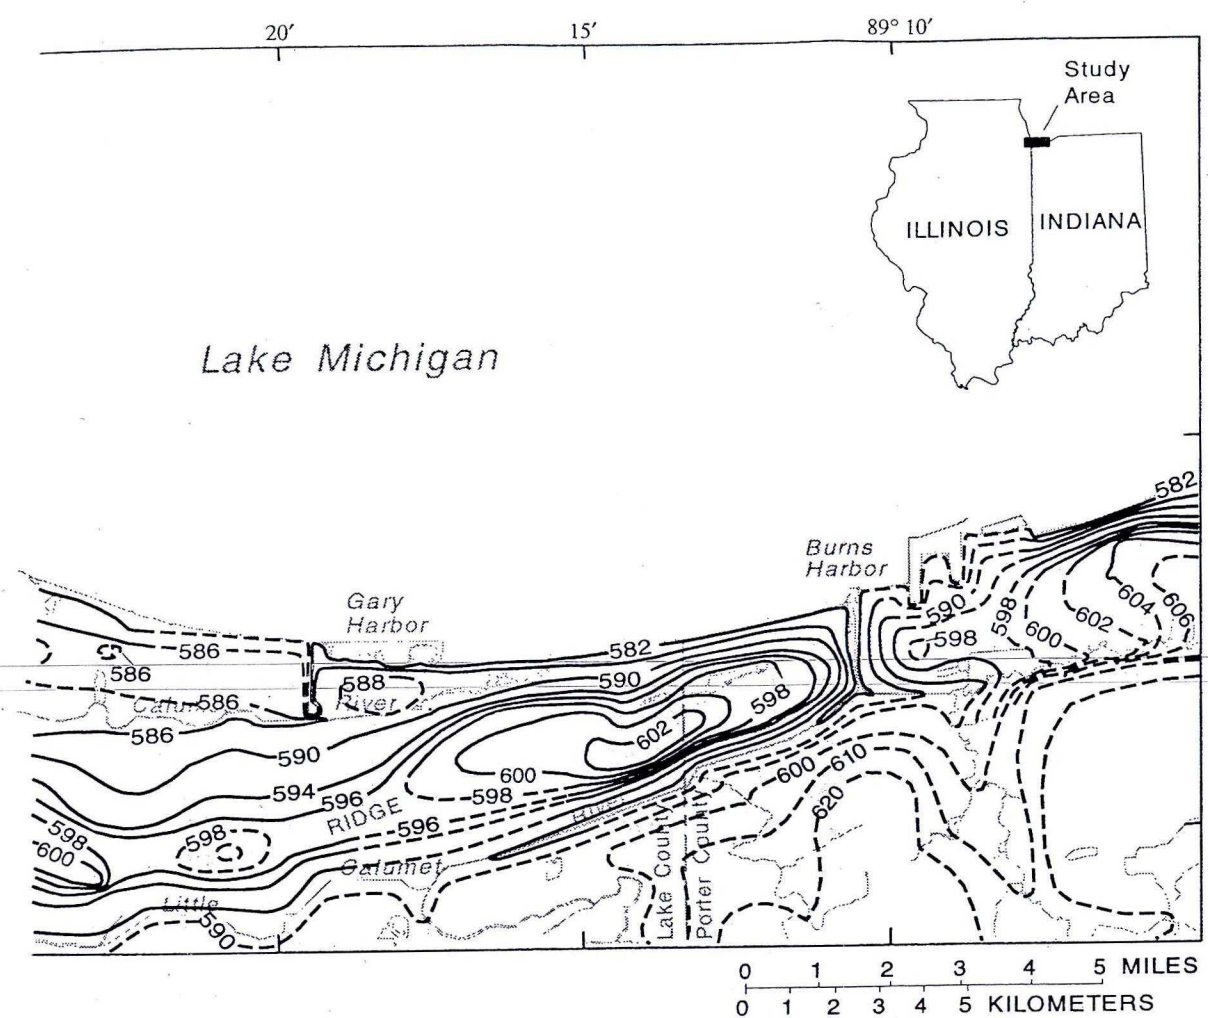 20′ 15′ 89° 10′
Study
Area
ILLINOIS
INDIANA
Lake Michigan
582
Burns
Harbor
Gary
Harbor
590
604
606
586
598
602
582
600
598
586
588
590
598
586
River
602
586
590
600
600
610
594
596
598
620
RIDGE
596
River
598
598
600
Calumet
Lake County
Porter County
Little
590
0 1 2 3 4 5 MILES
0 1 2 3 4 5 KILOMETERS